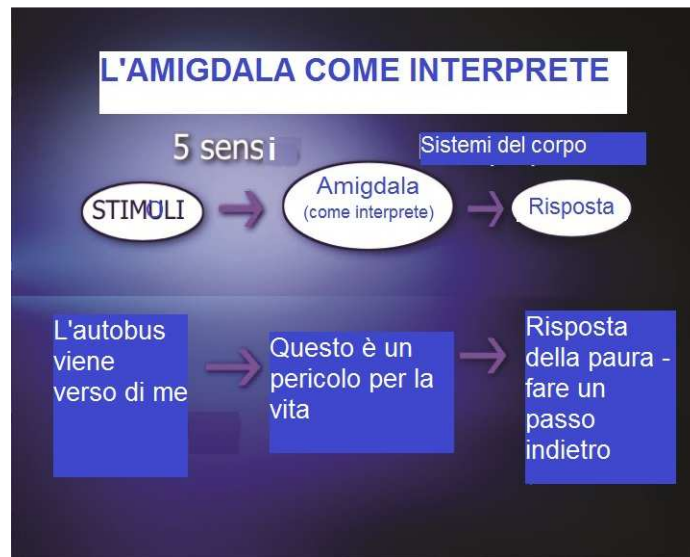 L'AMIGDALA COME INTERPRETE
5 sensi
Sistemi del corpo
STIMOLI
Amigdala
(come interprete)
Risposta
L'autobus
viene
verso di me
Questo è un
pericolo per la
vita
Risposta
della paura -
fare un
passo
indietro